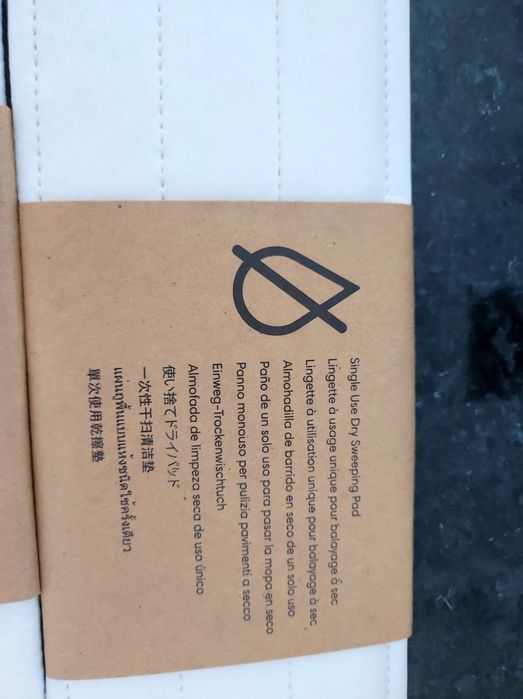 Single Use Dry Sweeping Pad
Lingette à usage unique pour balayage à sec
Lingette à utilisation unique pour balayage à sec
Almohadilla de barrido en seco de un solo uso
Paño de un solo uso para pasar la mopa en seco
Panno monouso per pulizia pavimenti a secco
Einweg-Trockenwischtuch
Almofada de limpeza seca de uso único
使い捨てドライパッド
一次性干扫清洁垫
แผ่นถูพื้นแบบแห้งชนิดใช้ครั้งเดียว
單次使用乾擦墊